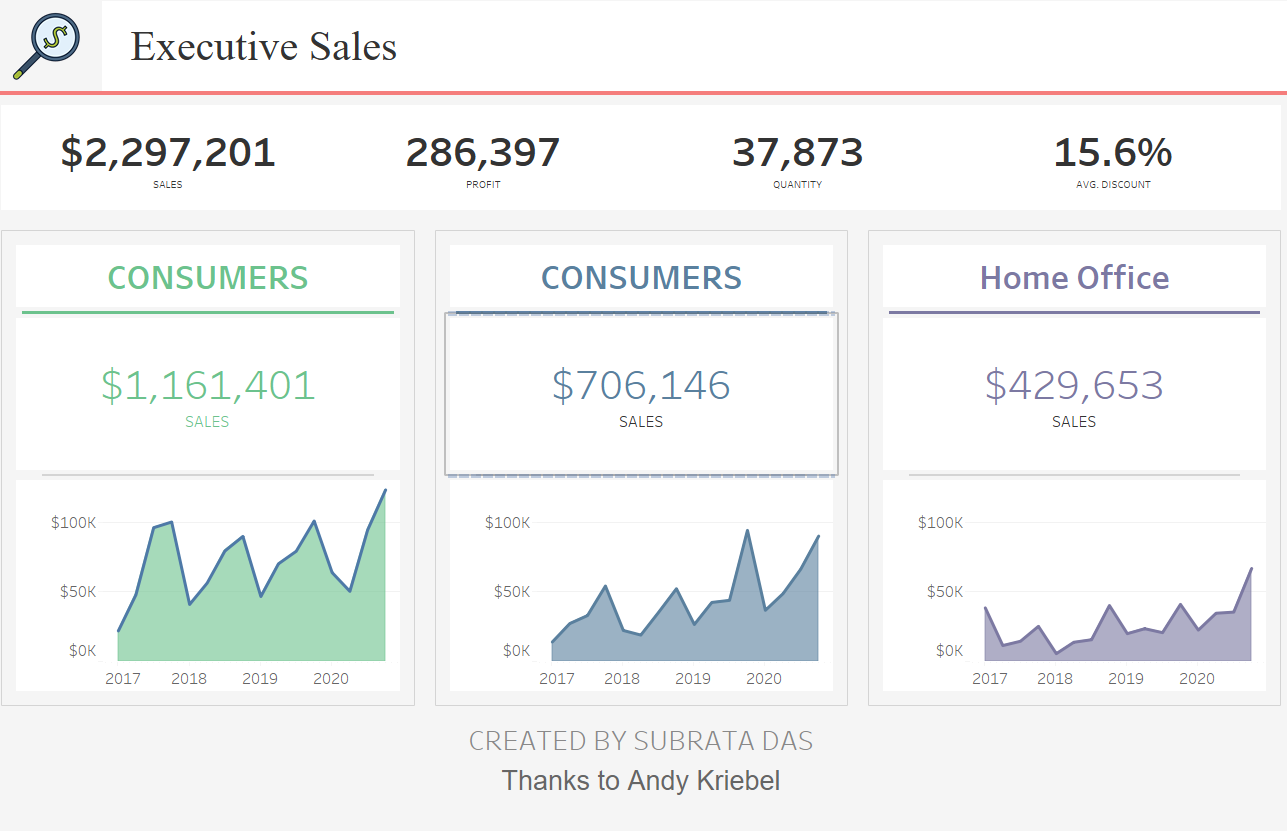 $
Executive Sales
$2,297,201 286,397 37,873 15.6%
SALES PROFIT QUANTITY AVG. DISCOUNT
CONSUMERS
$1,161,401
SALES
$100K
$50K
$0K
2017 2018 2019 2020
CONSUMERS
$706,146
SALES
$100K
$50K
$0K
2017 2018 2019 2020
Home Office
$429,653
SALES
$100K
$50K
$0K
2017 2018 2019 2020
CREATED BY SUBRATA DAS
Thanks to Andy Kriebel